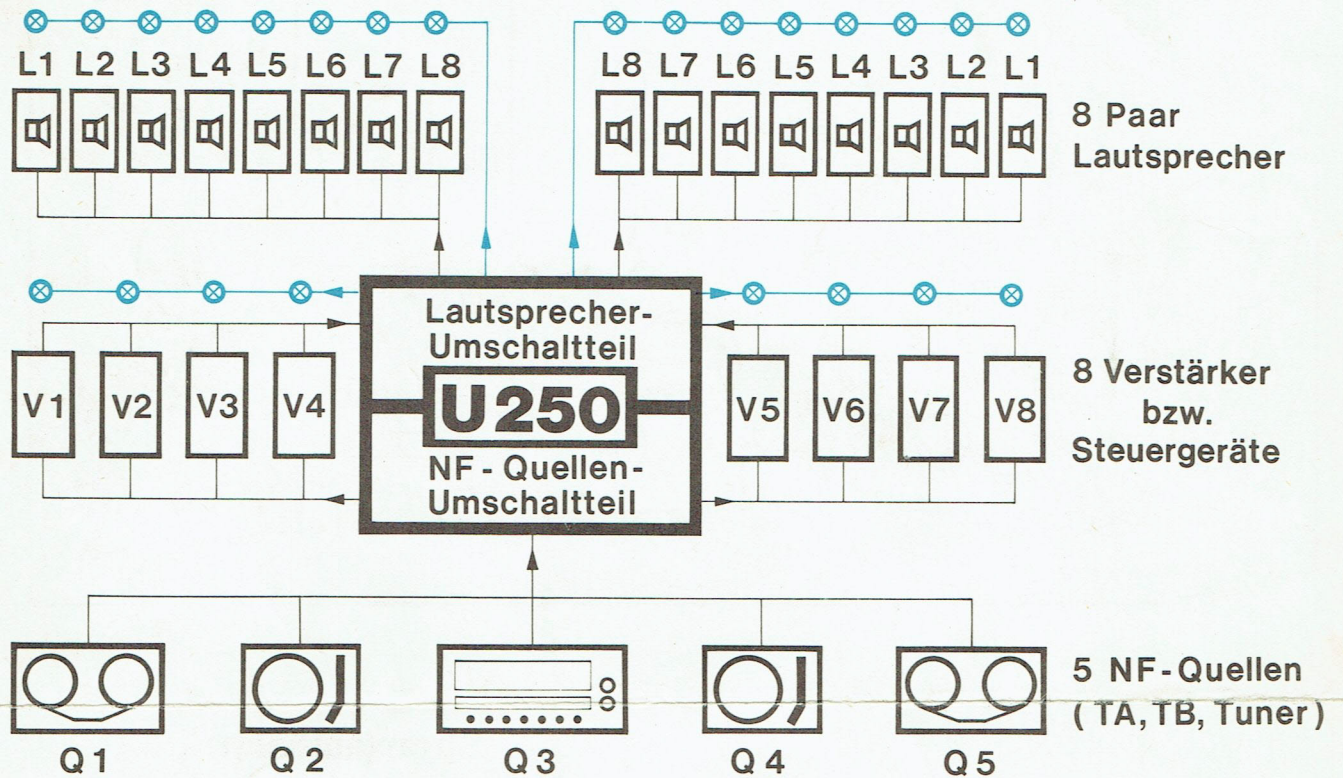 L1 L2 L3 L4 L5 L6 L7 L8
L8 L7 L6 L5 L4 L3 L2 L1
8 Paar
Lautsprecher
Lautsprecher-
Umschaltteil
U 250
NF - Quellen-
Umschaltteil
V1 V2 V3 V4
V5 V6 V7 V8
8 Verstärker
bzw.
Steuergeräte
5 NF - Quellen
( TA, TB, Tuner )
Q1 Q2 Q3 Q4 Q5